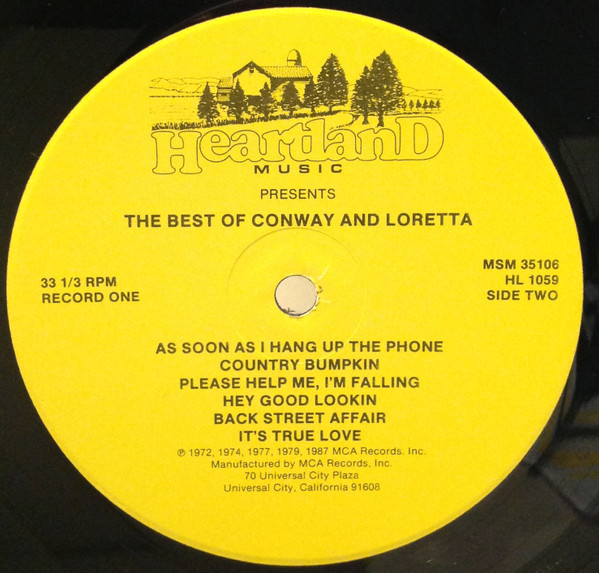 HeartlanD
MUSIC
PRESENTS
THE BEST OF CONWAY AND LORETTA
33 1/3 RPM
RECORD ONE
MSM 35106
HL 1059
SIDE TWO
AS SOON AS I HANG UP THE PHONE
COUNTRY BUMPKIN
PLEASE HELP ME, I'M FALLING
HEY GOOD LOOKIN
BACK STREET AFFAIR
IT'S TRUE LOVE
℗ 1972, 1974, 1977, 1979, 1987 MCA Records. Inc.
Manufactured by MCA Records, Inc.
70 Universal City Plaza
Universal City, California 91608